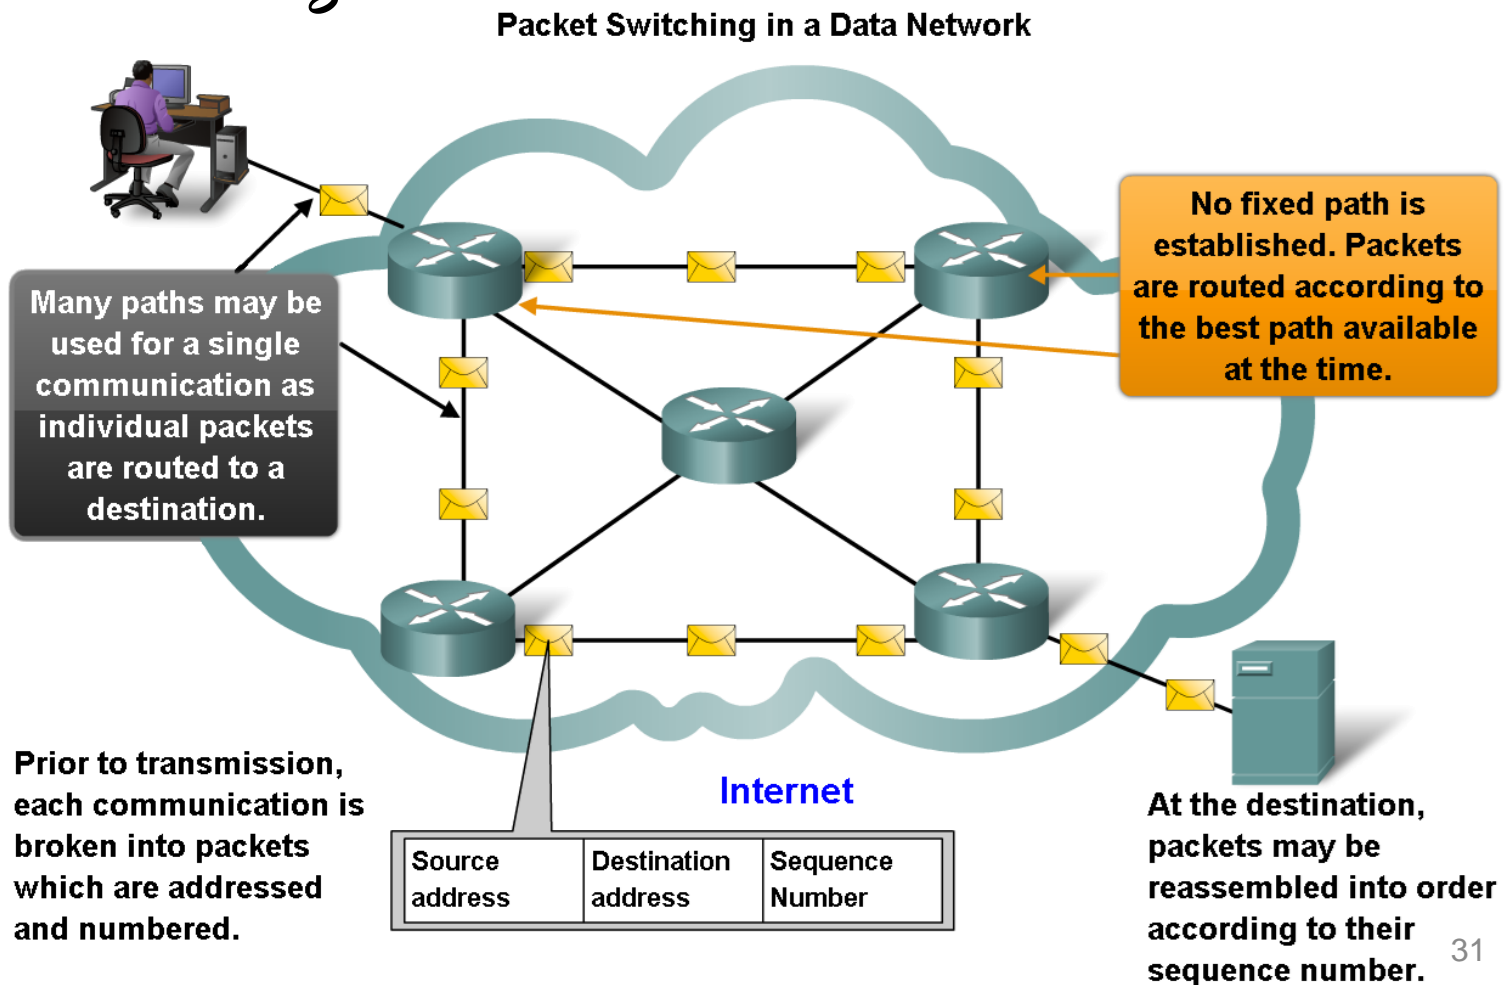 Packet Switching in a Data Network
No fixed path is
established. Packets
are routed according to
the best path available
at the time.
Many paths may be
used for a single
communication as
individual packets
are routed to a
destination.
Prior to transmission,
each communication is
broken into packets
which are addressed
and numbered.
Internet
Source
address
Destination
address
Sequence
Number
At the destination,
packets may be
reassembled into order
according to their
sequence number.
31